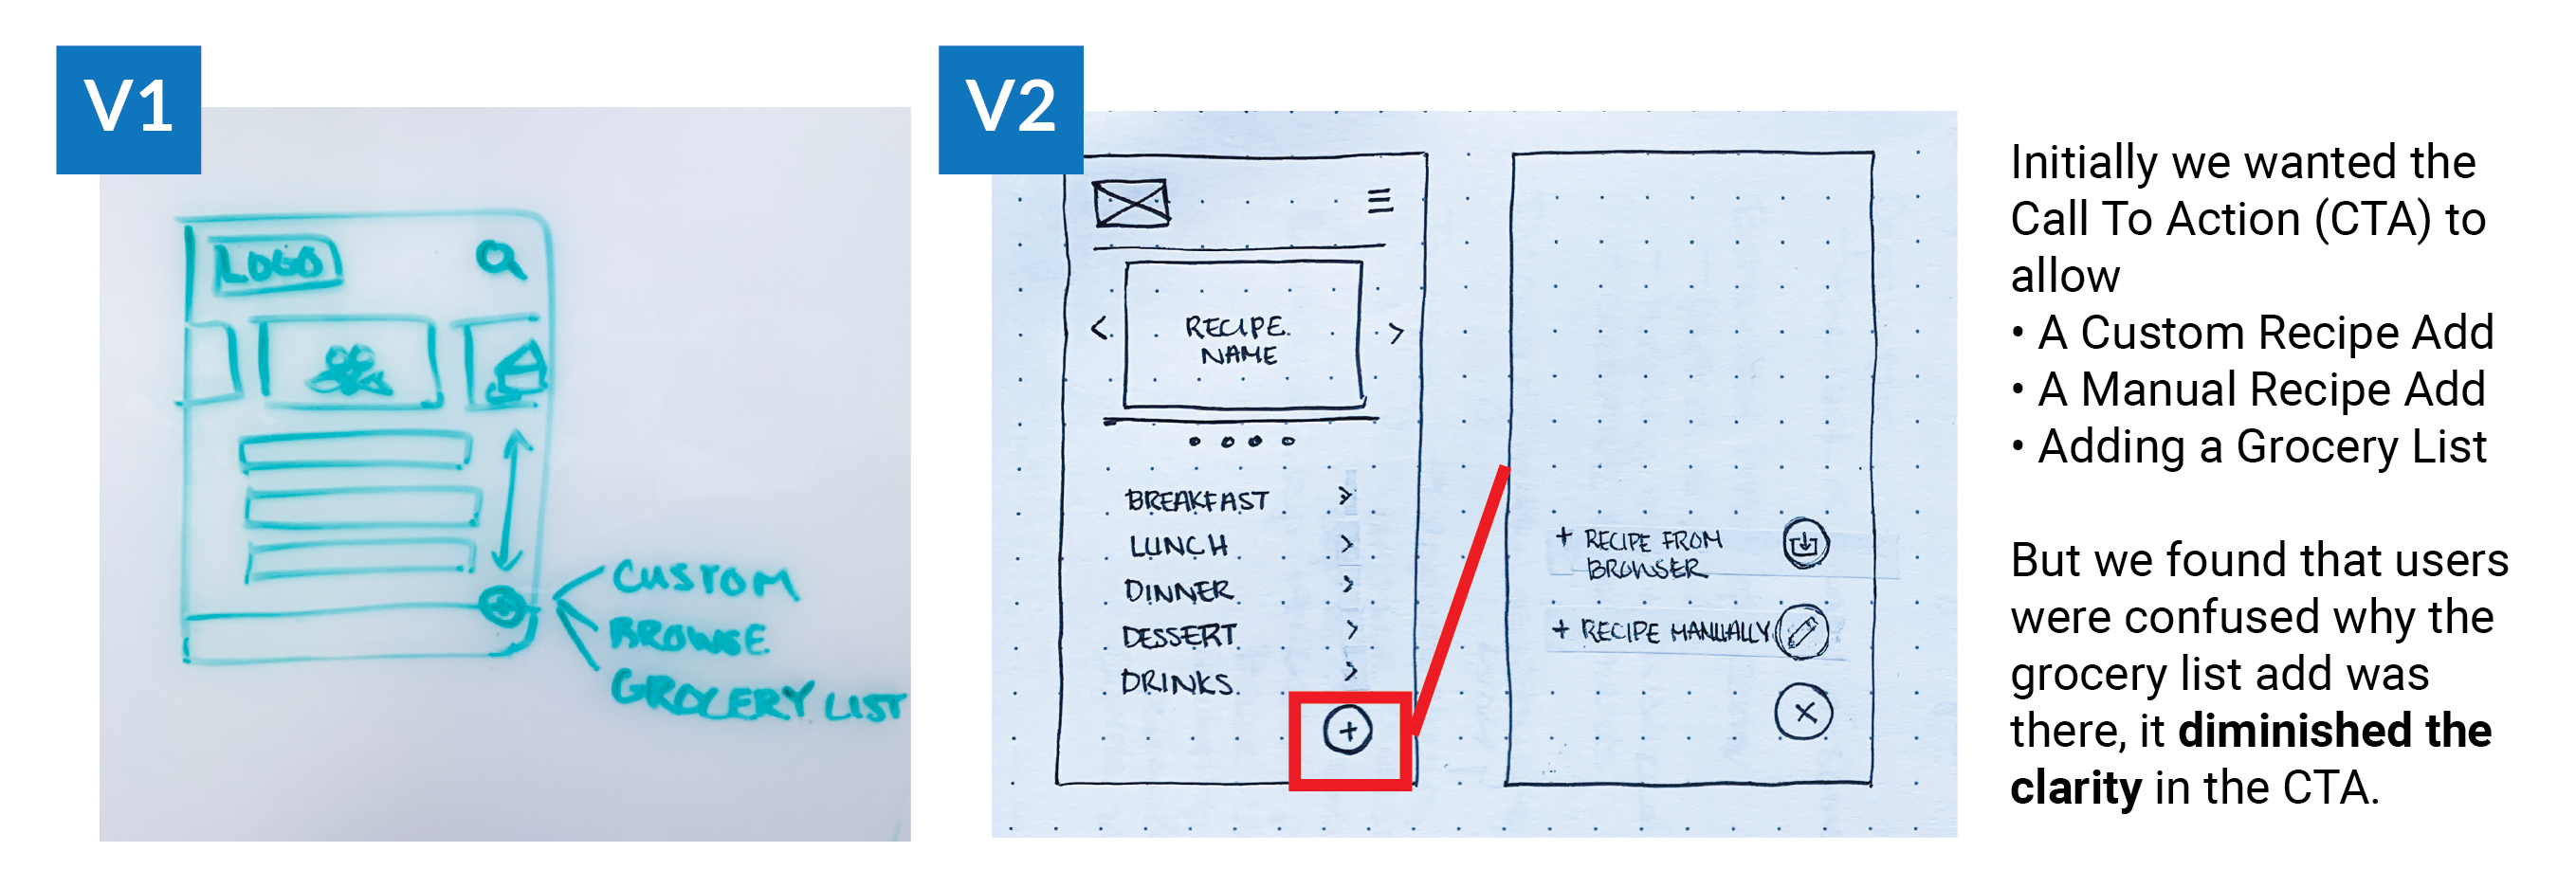 V1
LOGO
CUSTOM
BROWSE
GROCERY LIST
V2
RECIPE
NAME
BREAKFAST
LUNCH
DINNER
DESSERT
DRINKS
+ RECIPE FROM
BROWSER
+ RECIPE MANUALLY
Initially we wanted the
Call To Action (CTA) to
allow
• A Custom Recipe Add
• A Manual Recipe Add
• Adding a Grocery List
But we found that users
were confused why the
grocery list add was
there, it diminished the
clarity in the CTA.